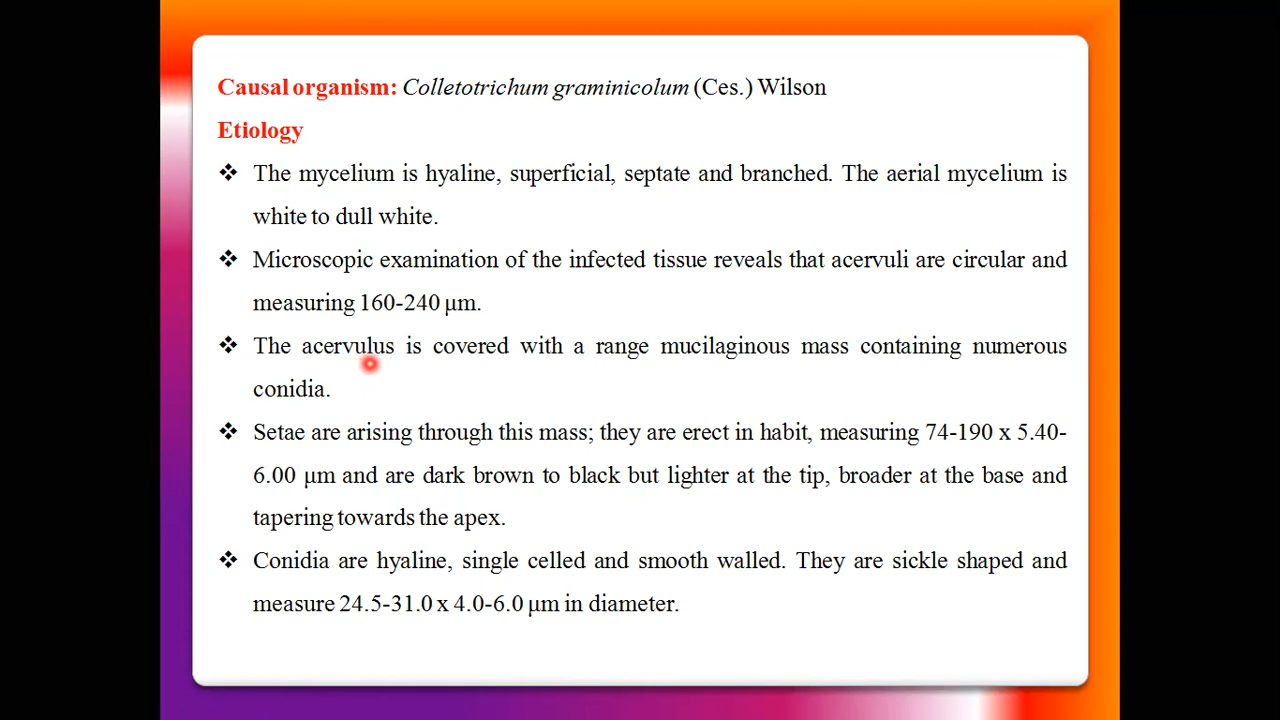 Causal organism: Colletotrichum graminicolum (Ces.) Wilson
Etiology
❖ The mycelium is hyaline, superficial, septate and branched. The aerial mycelium is
white to dull white.
❖ Microscopic examination of the infected tissue reveals that acervuli are circular and
measuring 160-240 μm.
❖ The acervulus is covered with a range mucilaginous mass containing numerous
conidia.
❖ Setae are arising through this mass; they are erect in habit, measuring 74-190 x 5.40-
6.00 μm and are dark brown to black but lighter at the tip, broader at the base and
tapering towards the apex.
❖ Conidia are hyaline, single celled and smooth walled. They are sickle shaped and
measure 24.5-31.0 x 4.0-6.0 μm in diameter.